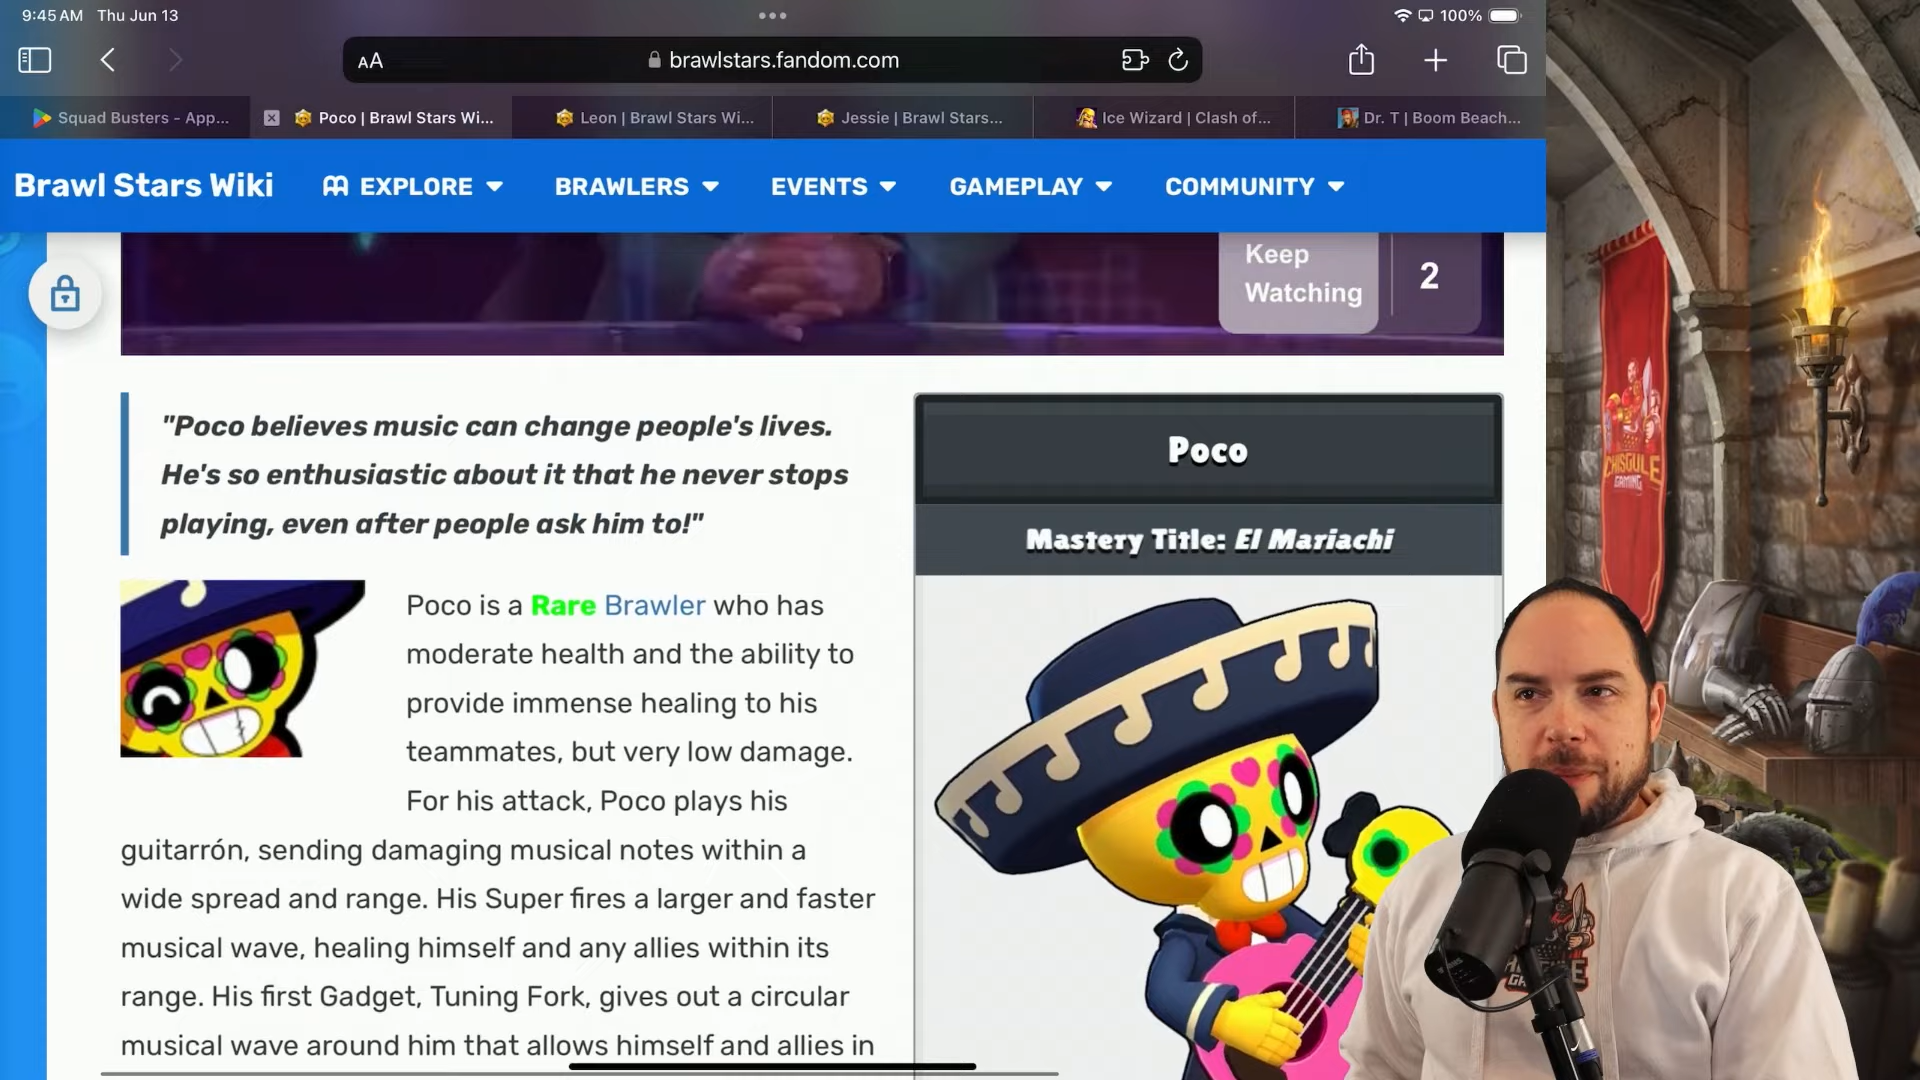 9:45 AM Thu Jun 13
100%
AA
brawlstars.fandom.com
Squad Busters - App...
Poco | Brawl Stars Wi...
Leon | Brawl Stars Wi...
Jessie | Brawl Stars...
Ice Wizard | Clash of...
Dr. T | Boom Beach...
Brawl Stars Wiki
EXPLORE
BRAWLERS
EVENTS
GAMEPLAY
COMMUNITY
Keep
Watching
2
"Poco believes music can change people's lives.
He's so enthusiastic about it that he never stops
playing, even after people ask him to!"
Poco is a Rare Brawler who has
moderate health and the ability to
provide immense healing to his
teammates, but very low damage.
For his attack, Poco plays his
guitarrón, sending damaging musical notes within a
wide spread and range. His Super fires a larger and faster
musical wave, healing himself and any allies within its
range. His first Gadget, Tuning Fork, gives out a circular
musical wave around him that allows himself and allies in
Poco
Mastery Title: El Mariachi
CHISGULE
GAMING